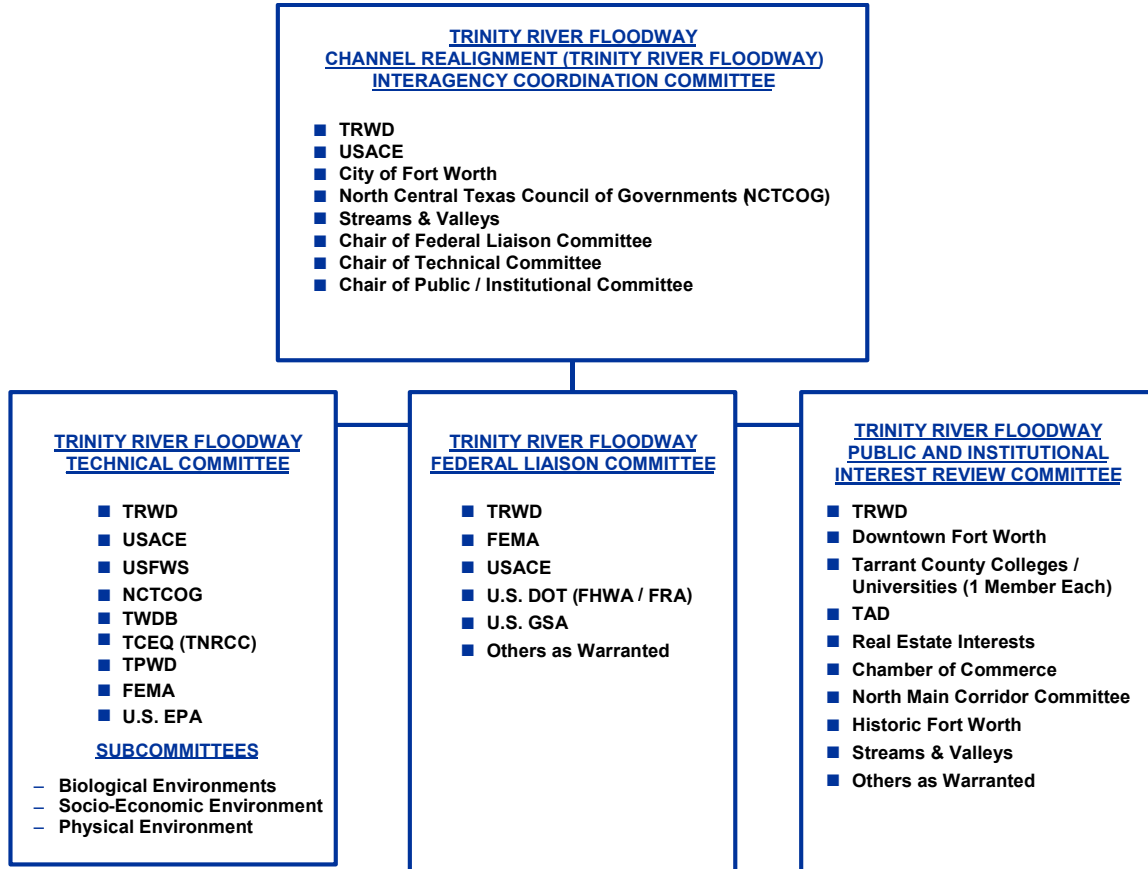 TRINITY RIVER FLOODWAY
CHANNEL REALIGNMENT (TRINITY RIVER FLOODWAY)
INTERAGENCY COORDINATION COMMITTEE
■ TRWD
■ USACE
■ City of Fort Worth
■ North Central Texas Council of Governments (NCTCOG)
■ Streams & Valleys
■ Chair of Federal Liaison Committee
■ Chair of Technical Committee
■ Chair of Public / Institutional Committee
TRINITY RIVER FLOODWAY
TECHNICAL COMMITTEE
■ TRWD
■ USACE
■ USFWS
■ NCTCOG
■ TWDB
■ TCEQ (TNRCC)
■ TPWD
■ FEMA
■ U.S. EPA
SUBCOMMITTEES
– Biological Environments
– Socio-Economic Environment
– Physical Environment
TRINITY RIVER FLOODWAY
FEDERAL LIAISON COMMITTEE
■ TRWD
■ FEMA
■ USACE
■ U.S. DOT (FHWA / FRA)
■ U.S. GSA
■ Others as Warranted
TRINITY RIVER FLOODWAY
PUBLIC AND INSTITUTIONAL
INTEREST REVIEW COMMITTEE
■ TRWD
■ Downtown Fort Worth
■ Tarrant County Colleges /
Universities (1 Member Each)
■ TAD
■ Real Estate Interests
■ Chamber of Commerce
■ North Main Corridor Committee
■ Historic Fort Worth
■ Streams & Valleys
■ Others as Warranted